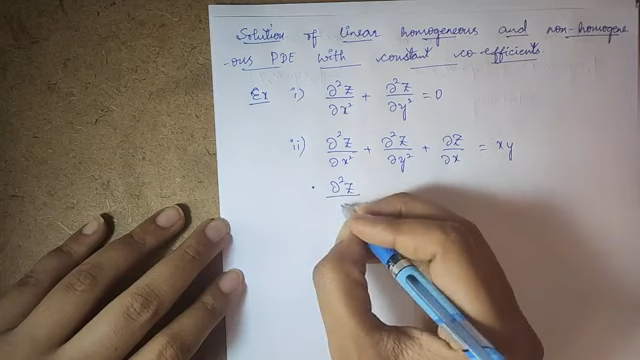 Solution of linear homogeneous and non-homogene
-ous PDE with constant co-efficients
Ex i) ∂²z/∂x² + ∂²z/∂y² = 0
ii) ∂²z/∂x² + ∂²z/∂y² + ∂z/∂x = xy
. ∂²z